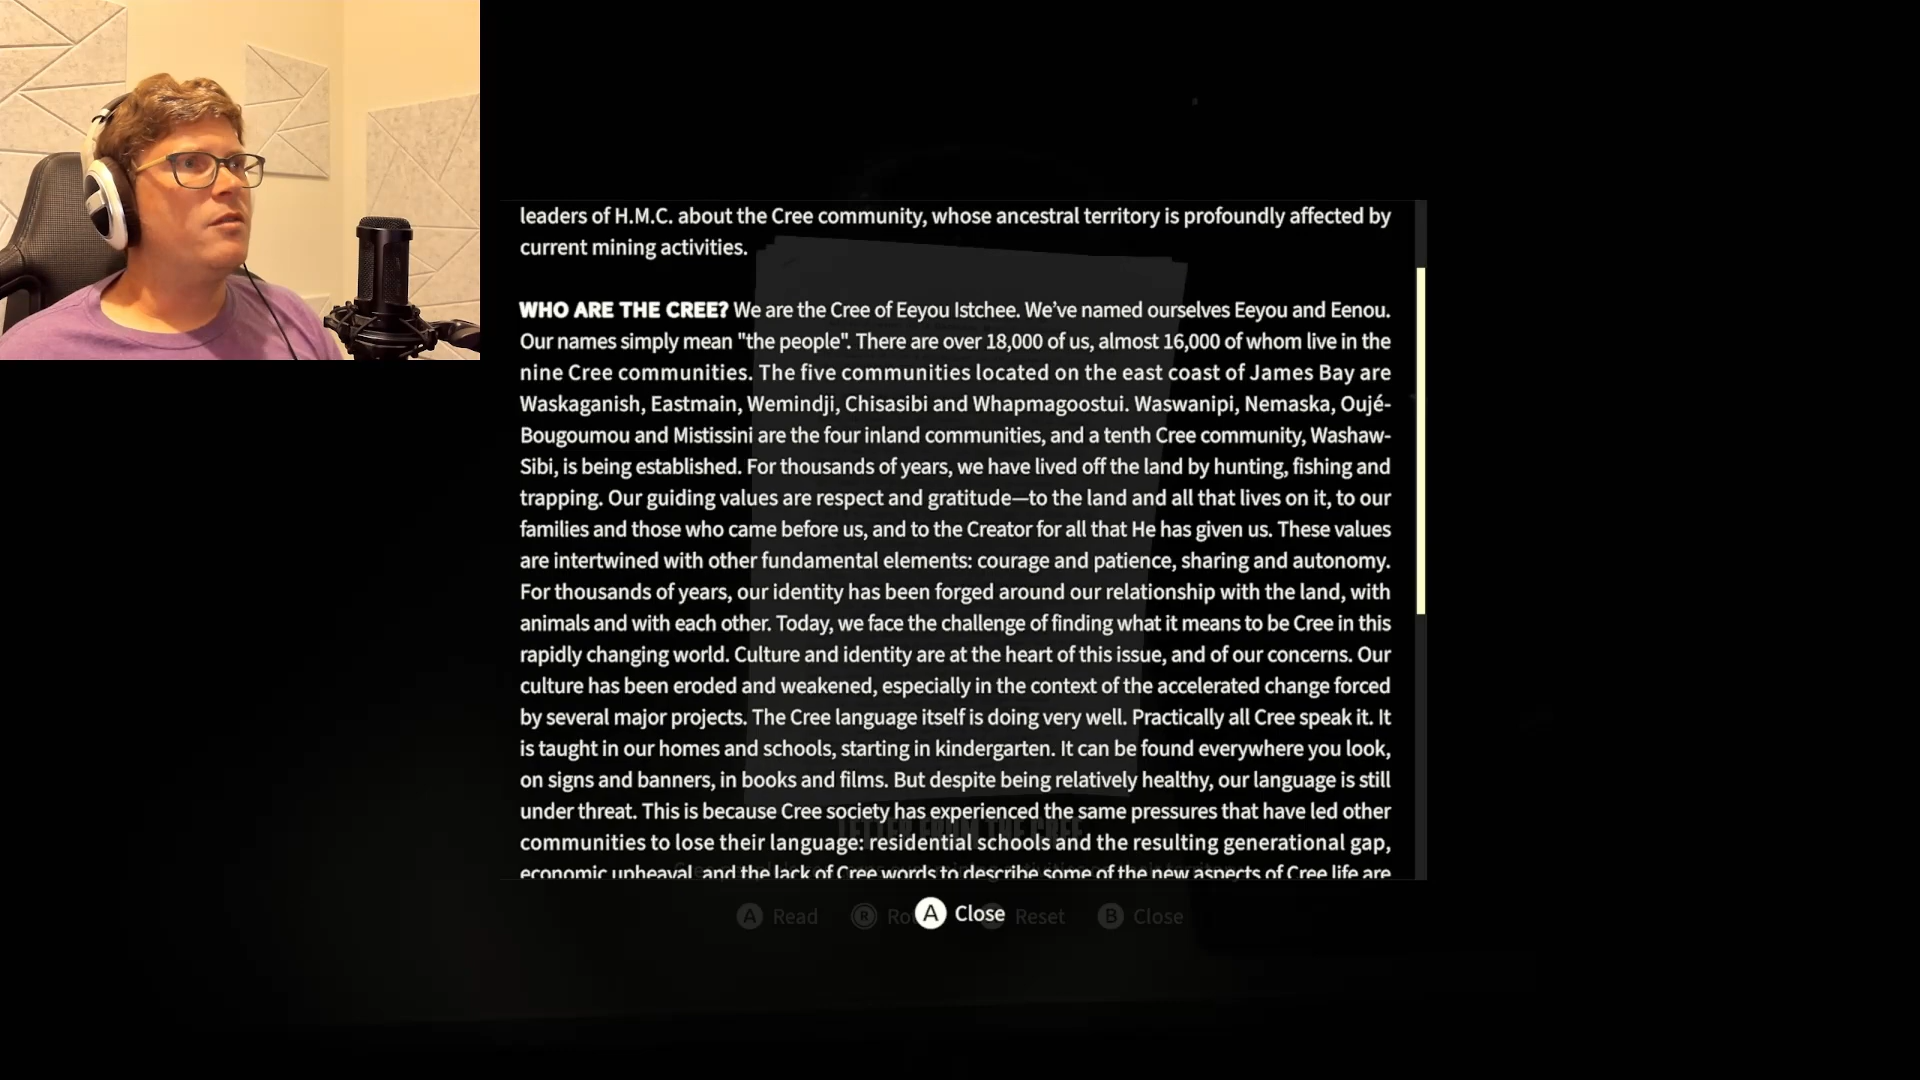 leaders of H.M.C. about the Cree community, whose ancestral territory is profoundly affected by
current mining activities.
WHO ARE THE CREE? We are the Cree of Eeyou Istchee. We've named ourselves Eeyou and Eenou.
Our names simply mean "the people". There are over 18,000 of us, almost 16,000 of whom live in the
nine Cree communities. The five communities located on the east coast of James Bay are
Waskaganish, Eastmain, Wemindji, Chisasibi and Whapmagoostui. Waswanipi, Nemaska, Oujé-
Bougoumou and Mistissini are the four inland communities, and a tenth Cree community, Washaw-
Sibi, is being established. For thousands of years, we have lived off the land by hunting, fishing and
trapping. Our guiding values are respect and gratitude—to the land and all that lives on it, to our
families and those who came before us, and to the Creator for all that He has given us. These values
are intertwined with other fundamental elements: courage and patience, sharing and autonomy.
For thousands of years, our identity has been forged around our relationship with the land, with
animals and with each other. Today, we face the challenge of finding what it means to be Cree in this
rapidly changing world. Culture and identity are at the heart of this issue, and of our concerns. Our
culture has been eroded and weakened, especially in the context of the accelerated change forced
by several major projects. The Cree language itself is doing very well. Practically all Cree speak it. It
is taught in our homes and schools, starting in kindergarten. It can be found everywhere you look,
on signs and banners, in books and films. But despite being relatively healthy, our language is still
under threat. This is because Cree society has experienced the same pressures that have led other
communities to lose their language: residential schools and the resulting generational gap,
economic upheaval, and the lack of Cree words to describe some of the new aspects of Cree life are
A Read R A Close Reset B Close